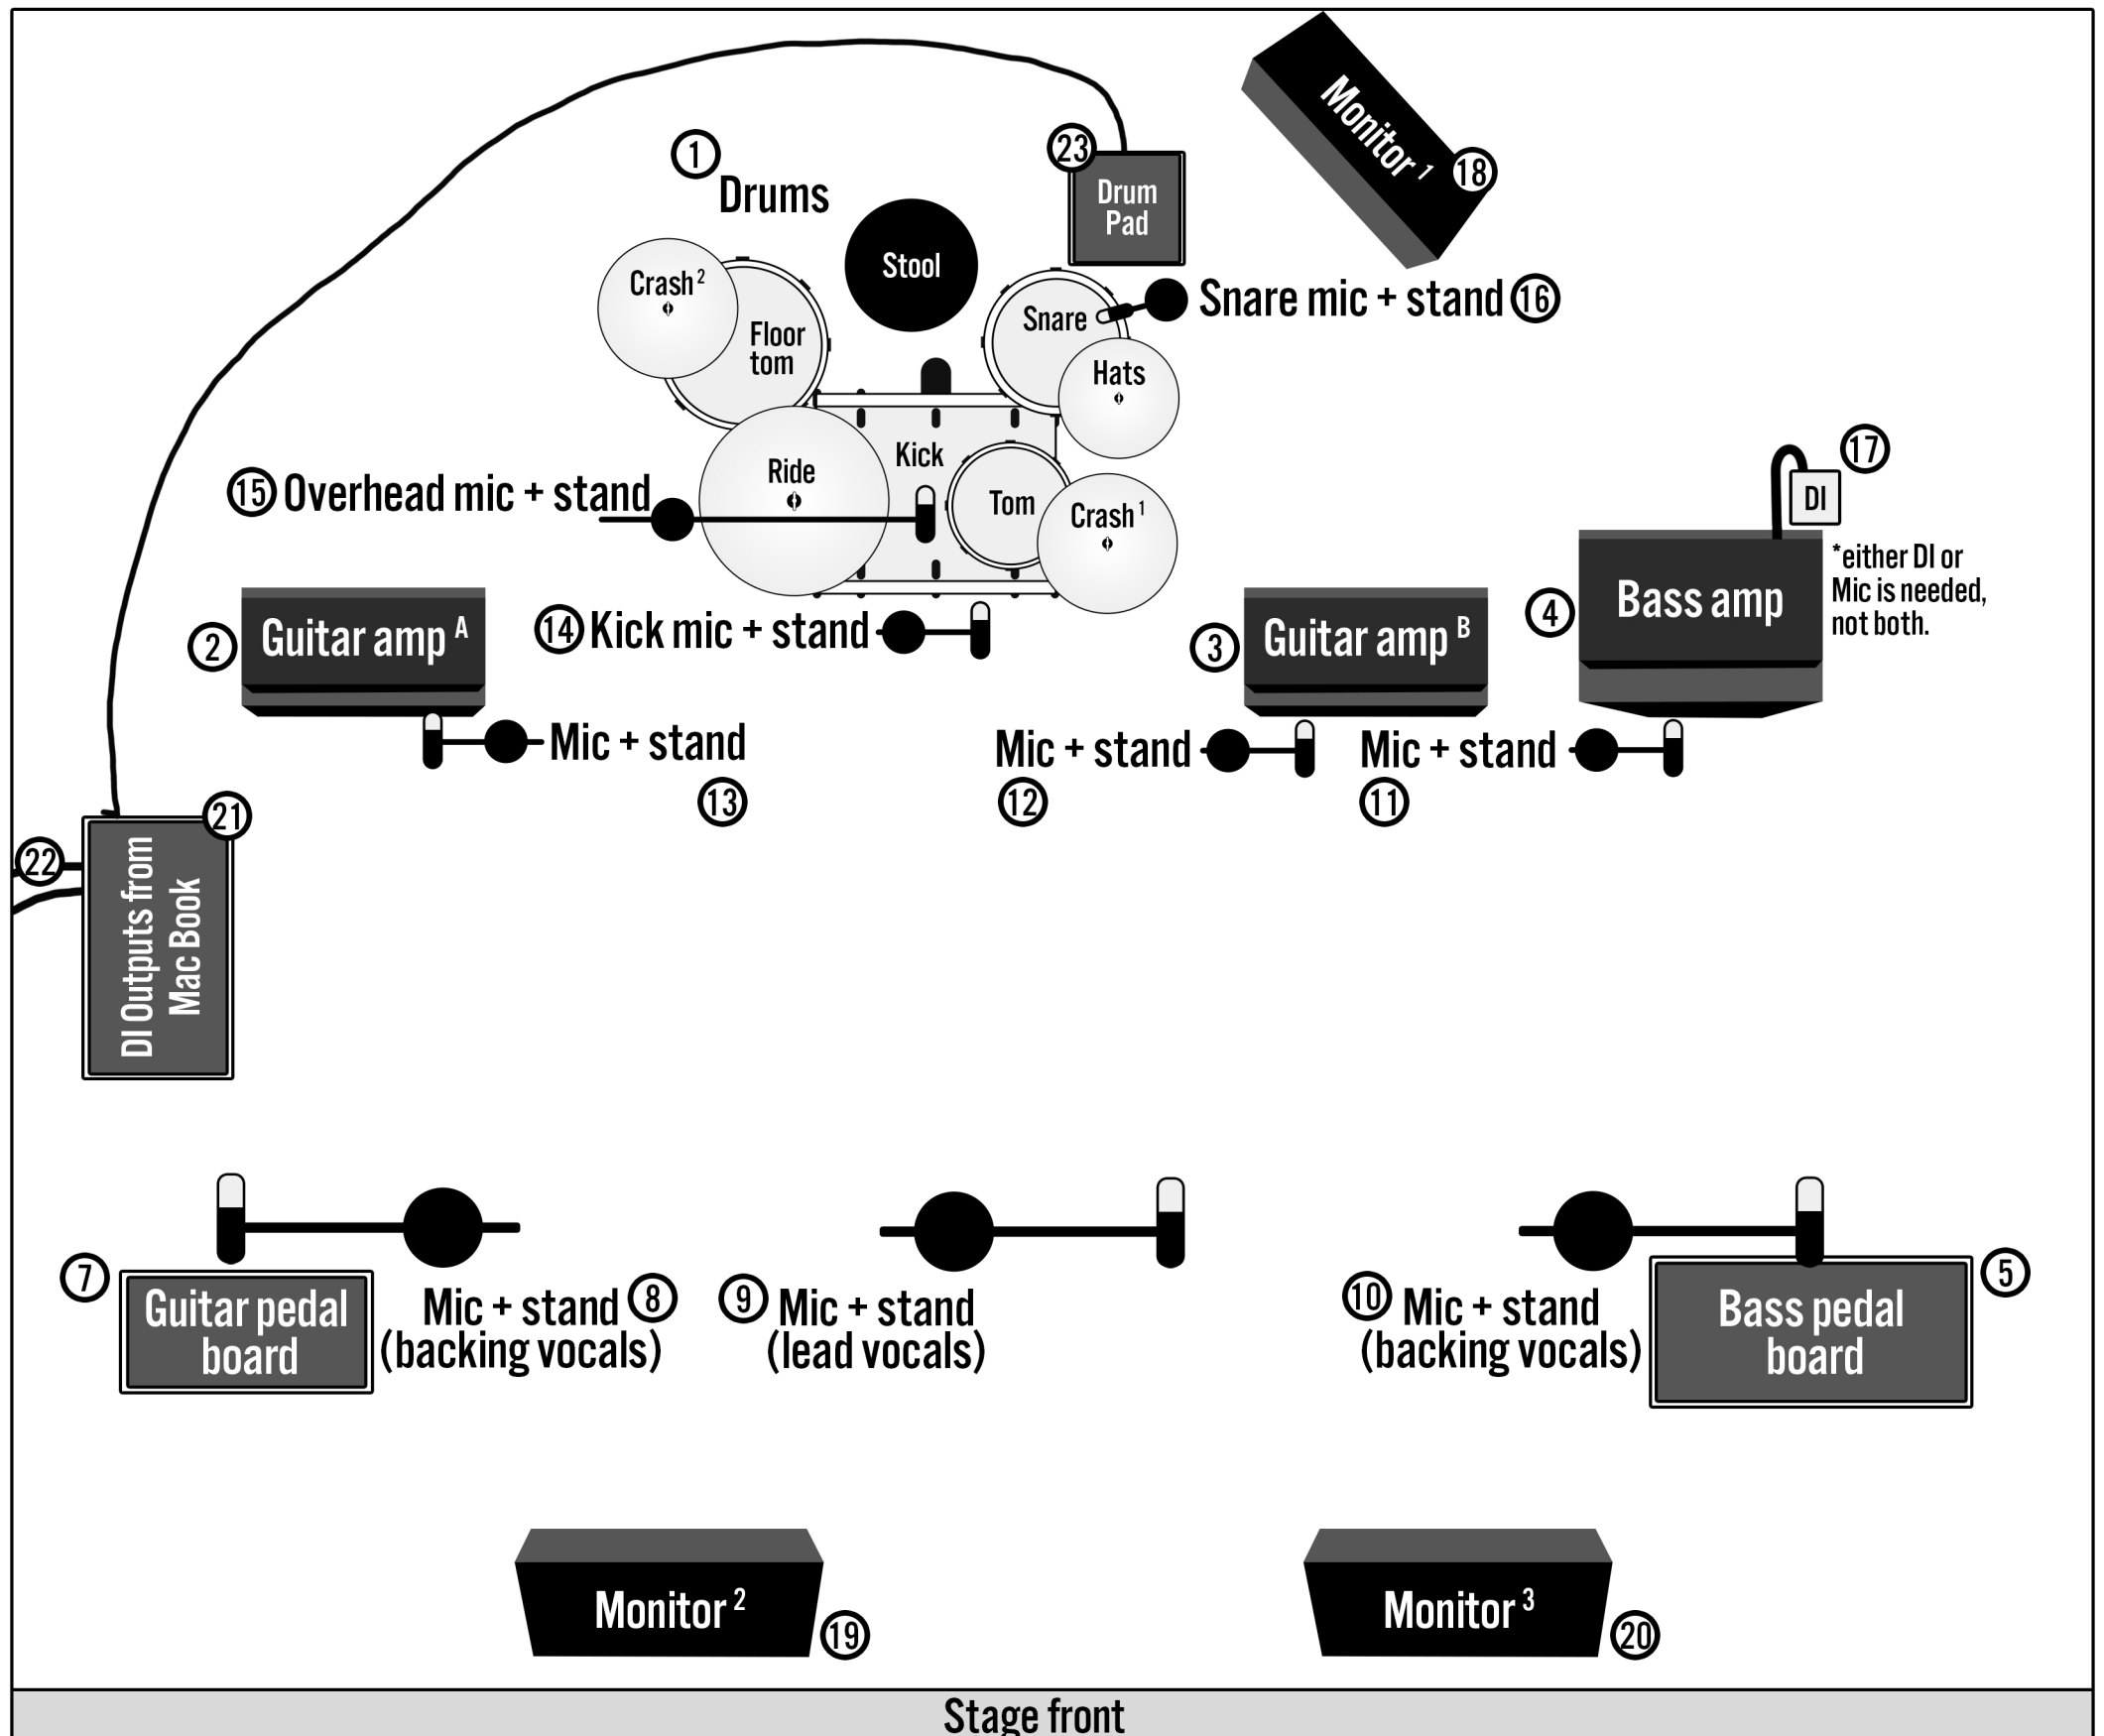 Monitor 1
18
1
Drums
23
Drum
Pad
Stool
Crash 2
Floor
tom
Snare
Snare mic + stand 16
Hats
Kick
Ride
15 Overhead mic + stand
Tom
Crash 1
17
DI
*either DI or
Mic is needed,
not both.
2
Guitar amp A
14 Kick mic + stand
3
Guitar amp B
4
Bass amp
Mic + stand
13
Mic + stand
12
Mic + stand
11
21
22
DI Outputs from
Mac Book
7
Guitar pedal
board
Mic + stand 8
(backing vocals)
9 Mic + stand
(lead vocals)
10 Mic + stand
(backing vocals)
Bass pedal
board
5
Monitor 2
19
Monitor 3
20
Stage front